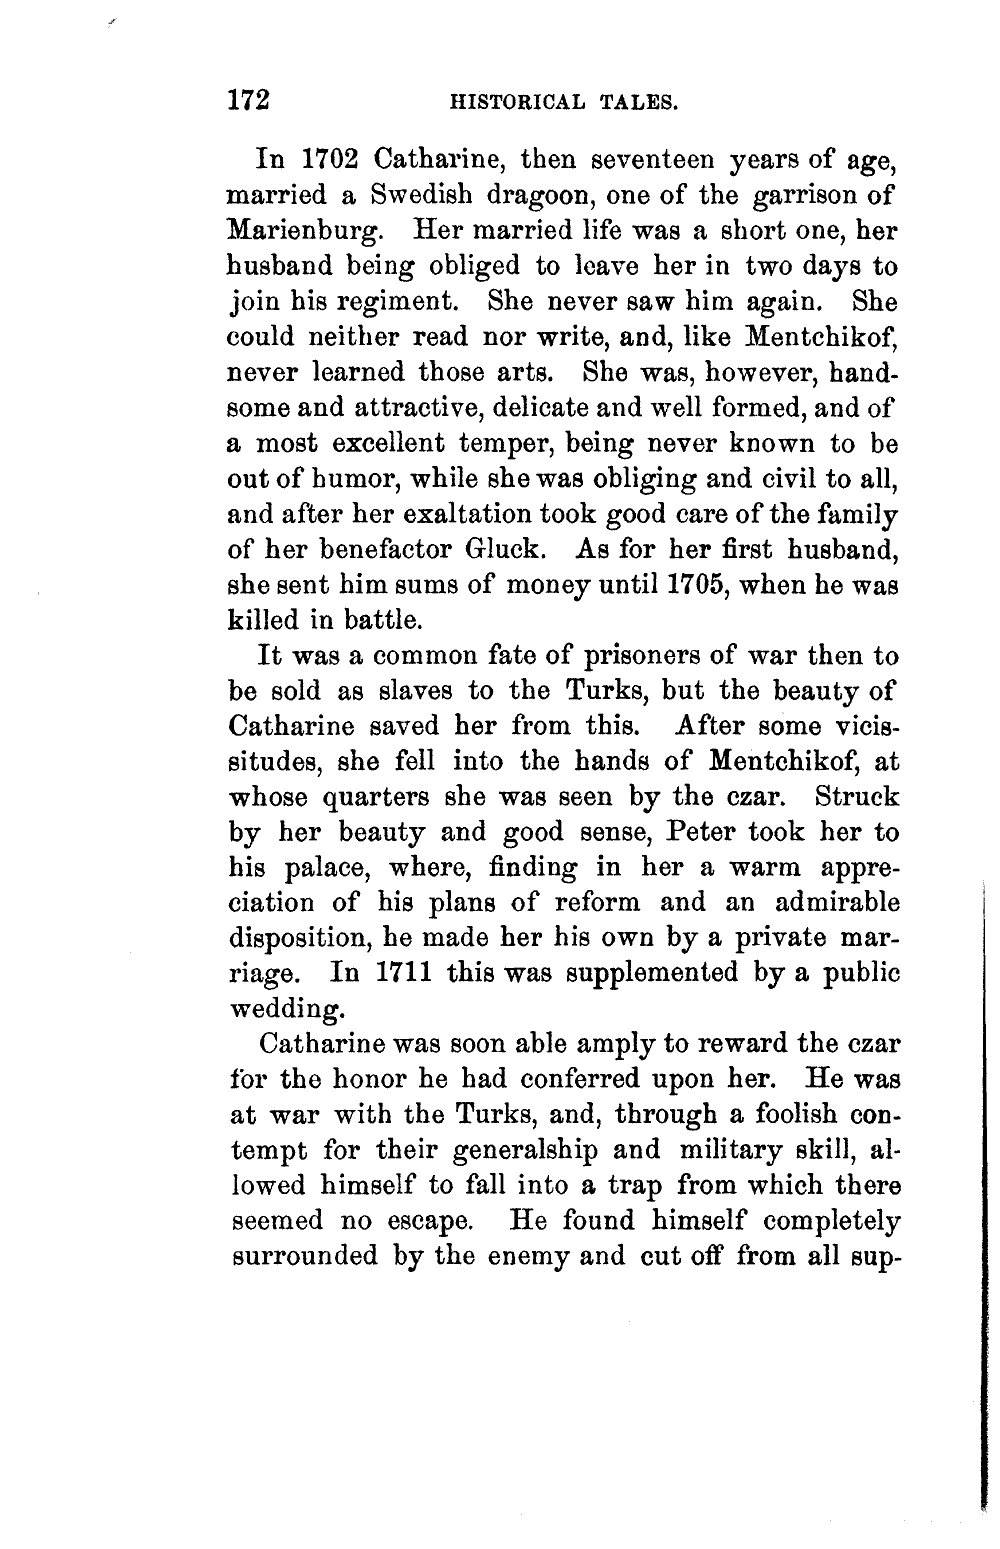 172 HISTORICAL TALES.
In 1702 Catharine, then seventeen years of age,
married a Swedish dragoon, one of the garrison of
Marienburg. Her married life was a short one, her
husband being obliged to leave her in two days to
join his regiment. She never saw him again. She
could neither read nor write, and, like Mentchikof,
never learned those arts. She was, however, hand-
some and attractive, delicate and well formed, and of
a most excellent temper, being never known to be
out of humor, while she was obliging and civil to all,
and after her exaltation took good care of the family
of her benefactor Gluck. As for her first husband,
she sent him sums of money until 1705, when he was
killed in battle.
It was a common fate of prisoners of war then to
be sold as slaves to the Turks, but the beauty of
Catharine saved her from this. After some vicis-
situdes, she fell into the hands of Mentchikof, at
whose quarters she was seen by the czar. Struck
by her beauty and good sense, Peter took her to
his palace, where, finding in her a warm appre-
ciation of his plans of reform and an admirable
disposition, he made her his own by a private mar-
riage. In 1711 this was supplemented by a public
wedding.
Catharine was soon able amply to reward the czar
for the honor he had conferred upon her. He was
at war with the Turks, and, through a foolish con-
tempt for their generalship and military skill, al-
lowed himself to fall into a trap from which there
seemed no escape. He found himself completely
surrounded by the enemy and cut off from all sup-